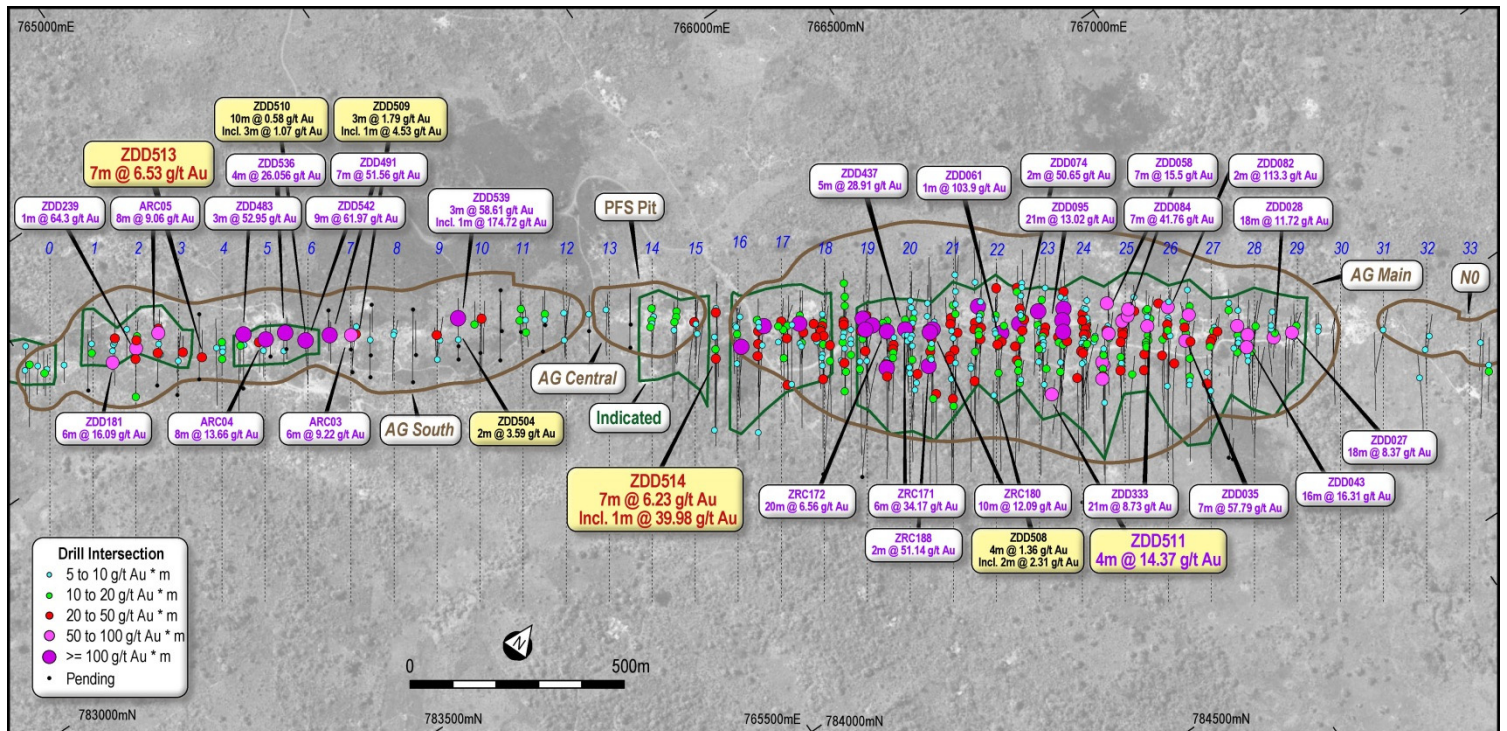 765000mE
766000mE
766500mN
767000mE
ZDD510
10m @ 0.58 g/t Au
Incl. 3m @ 1.07 g/t Au
ZDD509
3m @ 1.79 g/t Au
Incl. 1m @ 4.53 g/t Au
ZDD513
7m @ 6.53 g/t Au
ZDD536
4m @ 26.056 g/t Au
ZDD491
7m @ 51.56 g/t Au
ZDD437
5m @ 28.91 g/t Au
ZDD061
1m @ 103.9 g/t Au
ZDD074
2m @ 50.65 g/t Au
ZDD058
7m @ 15.5 g/t Au
ZDD082
2m @ 113.3 g/t Au
ZDD239
1m @ 64.3 g/t Au
ARC05
8m @ 9.06 g/t Au
ZDD483
3m @ 52.95 g/t Au
ZDD542
9m @ 61.97 g/t Au
ZDD539
3m @ 58.61 g/t Au
Incl. 1m @ 174.72 g/t Au
PFS Pit
ZDD095
21m @ 13.02 g/t Au
ZDD084
7m @ 41.76 g/t Au
ZDD028
18m @ 11.72 g/t Au
0 1 2 3 4 5 6 7 8 9 10 11 12 13 14 15 16 17 18 19 20 21 22 23 24 25 26 27 28 29 30 31 32 33
AG Main
N0
AG Central
Indicated
ZDD181
6m @ 16.09 g/t Au
ARC04
8m @ 13.66 g/t Au
ARC03
6m @ 9.22 g/t Au
AG South
ZDD504
2m @ 3.59 g/t Au
ZDD027
18m @ 8.37 g/t Au
ZDD514
7m @ 6.23 g/t Au
Incl. 1m @ 39.98 g/t Au
ZRC172
20m @ 6.56 g/t Au
ZRC171
6m @ 34.17 g/t Au
ZRC180
10m @ 12.09 g/t Au
ZDD333
21m @ 8.73 g/t Au
ZDD035
7m @ 57.79 g/t Au
ZDD043
16m @ 16.31 g/t Au
ZRC188
2m @ 51.14 g/t Au
ZDD508
4m @ 1.36 g/t Au
Incl. 2m @ 2.31 g/t Au
ZDD511
4m @ 14.37 g/t Au
Drill Intersection
5 to 10 g/t Au * m
10 to 20 g/t Au * m
20 to 50 g/t Au * m
50 to 100 g/t Au * m
>= 100 g/t Au * m
Pending
N
0 500m
783000mN
783500mN
765500mE
784000mN
784500mN